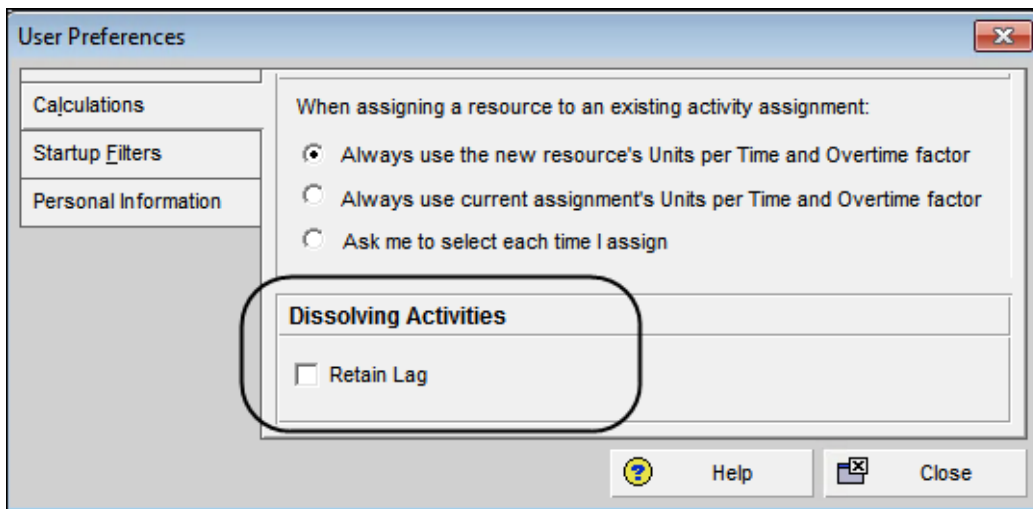 User Preferences
Calculations
Startup Filters
Personal Information
When assigning a resource to an existing activity assignment:
Always use the new resource's Units per Time and Overtime factor
Always use current assignment's Units per Time and Overtime factor
Ask me to select each time I assign
Dissolving Activities
Retain Lag
Help
Close